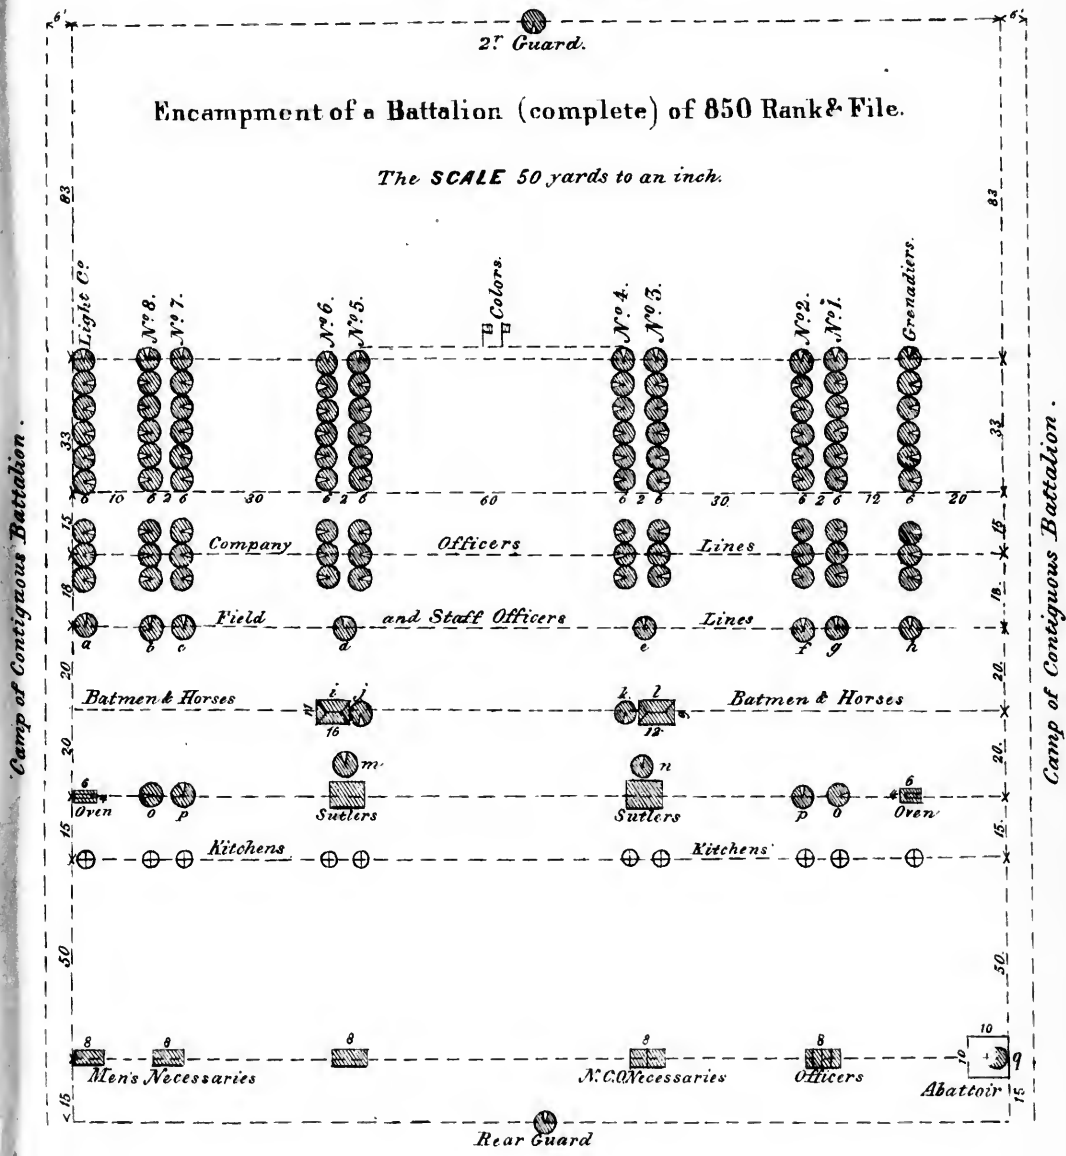 6' 6'
2r Guard.
Encampment of a Battalion (complete) of 850 Rank & File.
The SCALE 50 yards to an inch.
83 83
Light Co.
No 8.
No 7.
No 6.
No 5.
Colors.
No 4.
No 3.
No 2.
No 1.
Grenadiers.
33 33
6 10 6 2 6 30 6 2 6 60 6 2 6 30 6 2 6 12 6 20
15 15
Company Officers Lines
18 18
Field and Staff Officers Lines
a b c d e f g h
20 20
Batmen & Horses i j k l 9 Batmen & Horses
16 12
20 20
m n
6 6
4 4
Oven o p Sutlers Sutlers p o Oven
15 15
Kitchens Kitchens
50 50
10
8 8 8 8 8 10 q
Men's Necessaries N.C.O Necessaries Officers
Abattoir
15 15
Rear Guard
Camp of Contiguous Battalion.
Camp of Contiguous Battalion.